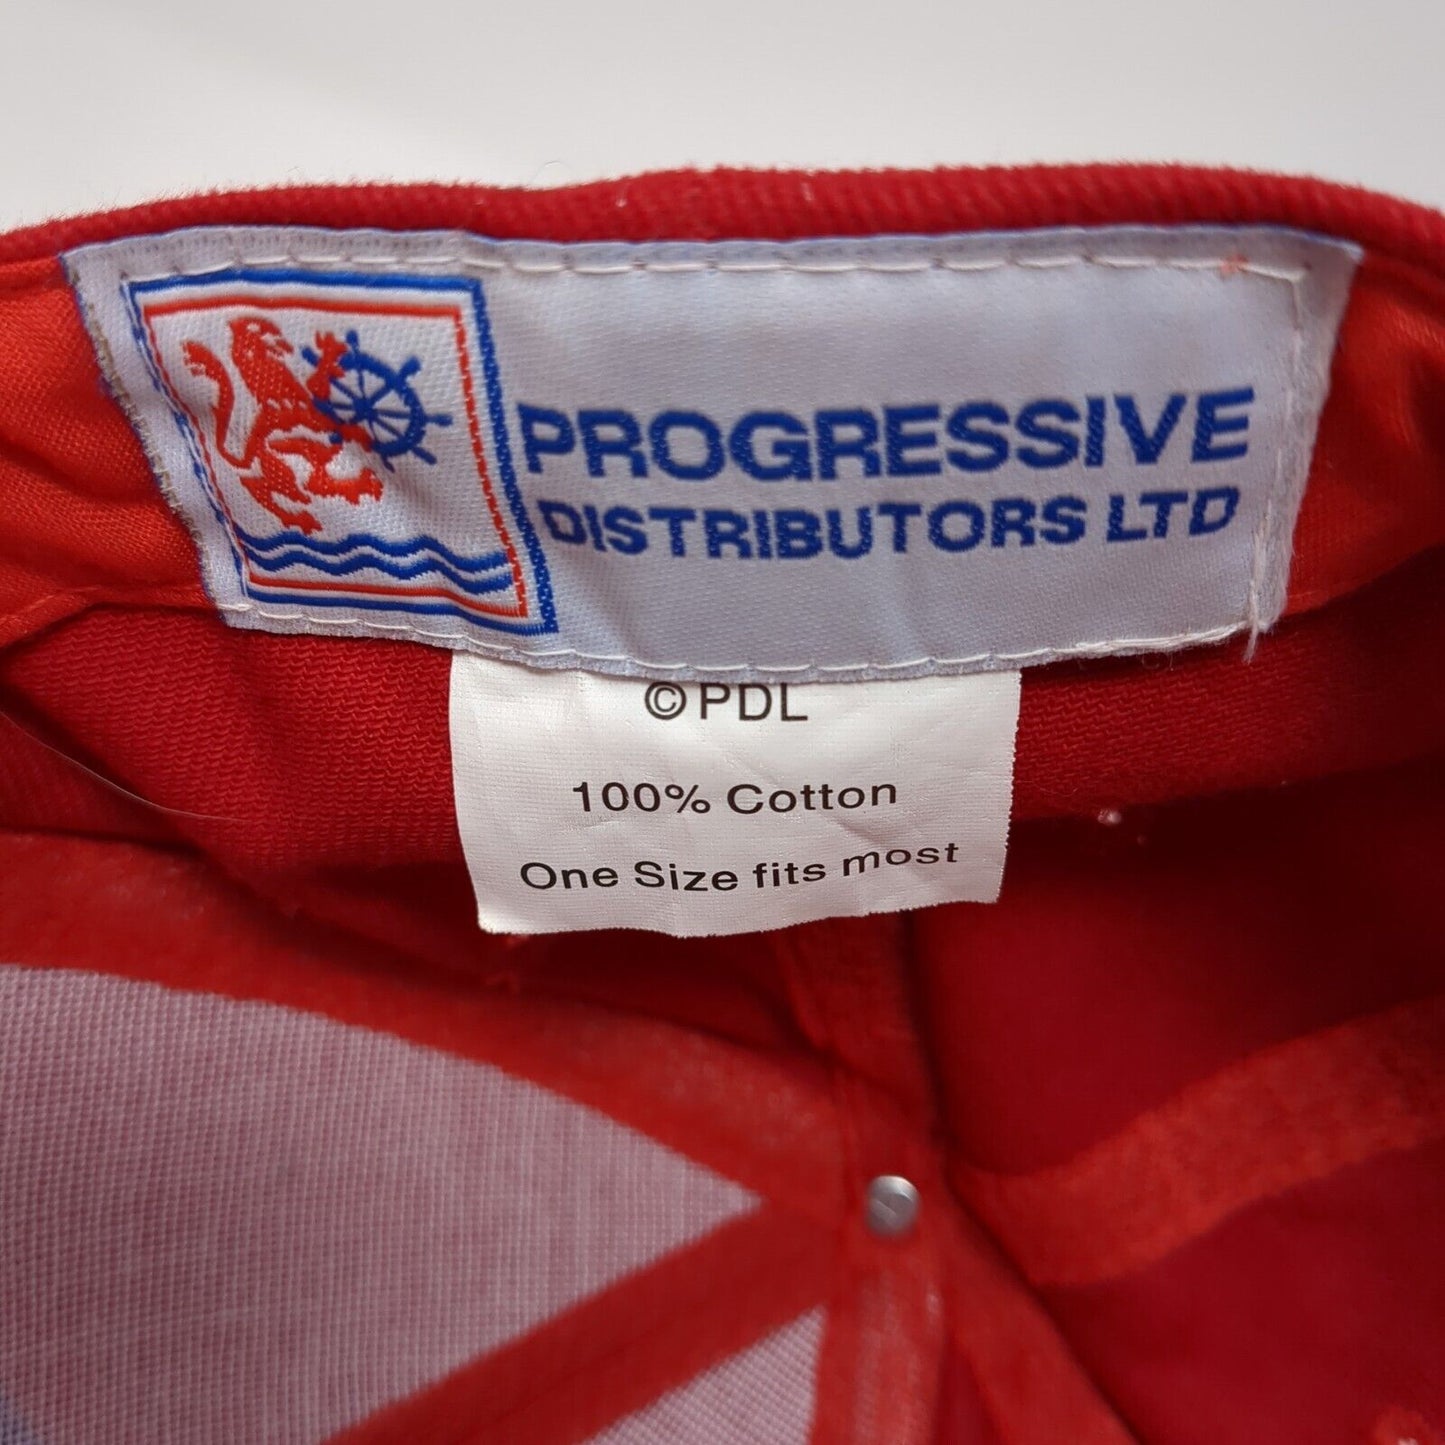 PROGRESSIVE
DISTRIBUTORS LTD
©PDL
100% Cotton
One Size fits most